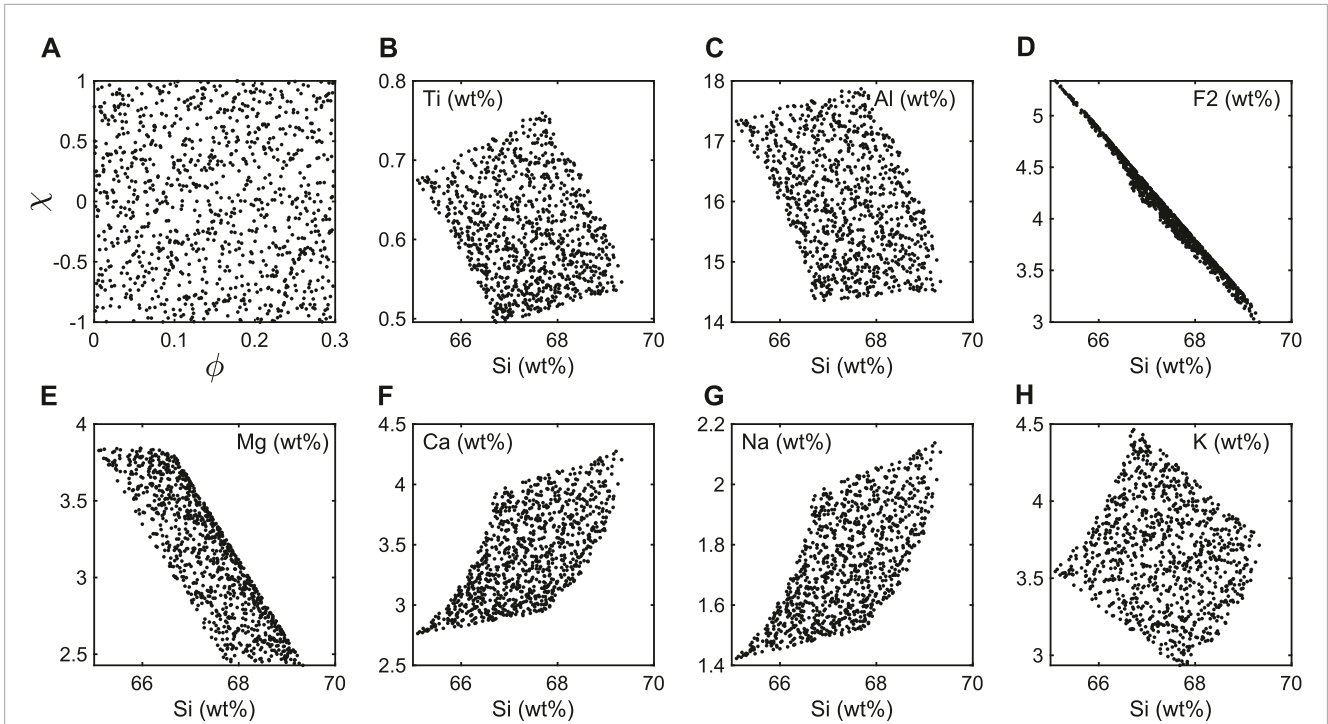 A
B
C
D
1
0.5
0
-0.5
-1
χ
0
0.1
0.2
0.3
ϕ
0.8
0.7
0.6
0.5
Ti (wt%)
66
68
70
Si (wt%)
18
17
16
15
14
Al (wt%)
66
68
70
Si (wt%)
5
4.5
4
3.5
3
F2 (wt%)
66
68
70
Si (wt%)
E
F
G
H
4
3.5
3
2.5
Mg (wt%)
66
68
70
Si (wt%)
4.5
4
3.5
3
2.5
Ca (wt%)
66
68
70
Si (wt%)
2.2
2
1.8
1.6
1.4
Na (wt%)
66
68
70
Si (wt%)
4.5
4
3.5
3
K (wt%)
66
68
70
Si (wt%)